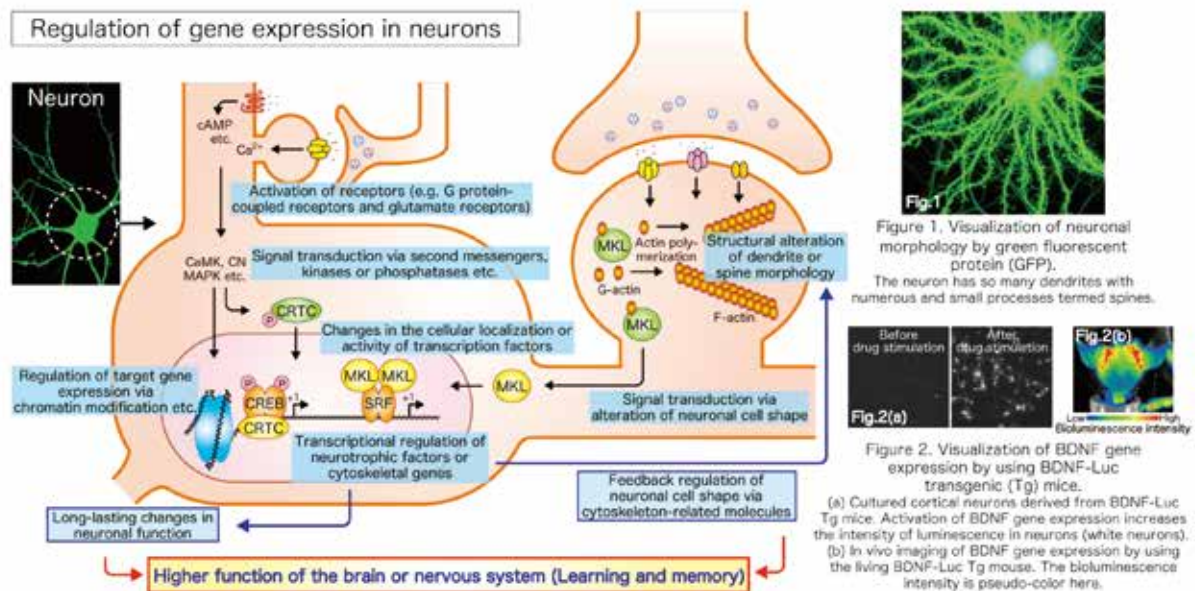 Regulation of gene expression in neurons
Neuron
cAMP
etc.
Ca2+
Activation of receptors (e.g. G protein-
coupled receptors and glutamate receptors)
Signal transduction via second messengers,
kinases or phosphatases etc.
CaMK, CN
MAPK etc.
P
CRTC
Changes in the cellular localization or
activity of transcription factors
Regulation of target gene
expression via
chromatin modification etc.
P
P
CREB
+1
CRTC
MKL
MKL
SRF
+1
MKL
Transcriptional regulation of
neurotrophic factors or
cytoskeletal genes
MKL
Actin poly-
merization
G-actin
F-actin
Structural alteration
of dendrite or
spine morphology
MKL
Signal transduction via
alteration of neuronal cell shape
Feedback regulation of
neuronal cell shape via
cytoskeleton-related molecules
Long-lasting changes in
neuronal function
Higher function of the brain or nervous system (Learning and memory)
Fig.1
Figure 1. Visualization of neuronal
morphology by green fluorescent
protein (GFP).
The neuron has so many dendrites with
numerous and small processes termed spines.
Before
drug stimulation
After
drug stimulation
Fig.2(a)
Fig.2(b)
Low
High
Bioluminescence intensity
Figure 2. Visualization of BDNF gene
expression by using BDNF-Luc
transgenic (Tg) mice.
(a) Cultured cortical neurons derived from BDNF-Luc
Tg mice. Activation of BDNF gene expression increases
the intensity of luminescence in neurons (white neurons).
(b) In vivo imaging of BDNF gene expression by using
the living BDNF-Luc Tg mouse. The bioluminescence
intensity is pseudo-color here.